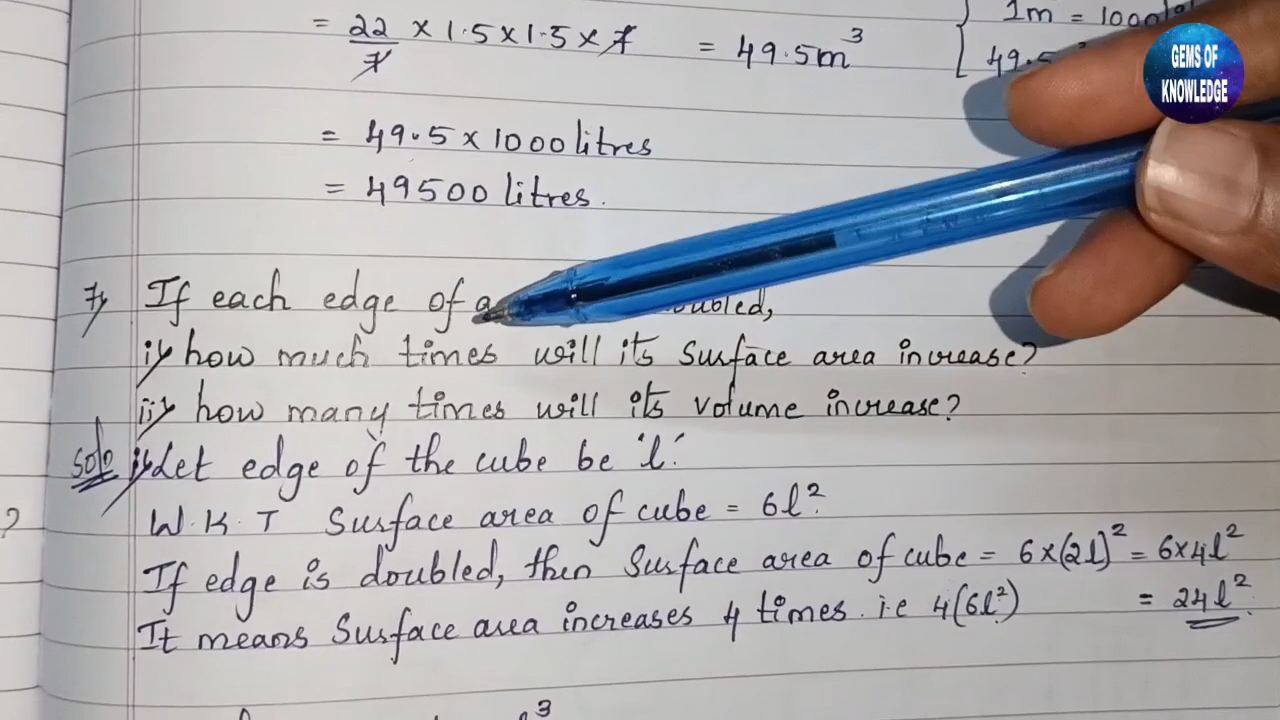 = 22/7 × 1.5 × 1.5 × 7 = 49.5m³
1m = 1000
49.5
GEMS OF
KNOWLEDGE
= 49.5 × 1000 litres
= 49500 litres.
7) If each edge of a doubled,
i) how much times will its surface area increase?
ii) how many times will its volume increase?
Soln i) Let edge of the cube be 'l'.
W.K.T Surface area of cube = 6l².
If edge is doubled, then Surface area of cube = 6×(2l)² = 6×4l²
It means Surface area increases 4 times. i.e 4(6l²) = 24l²
?